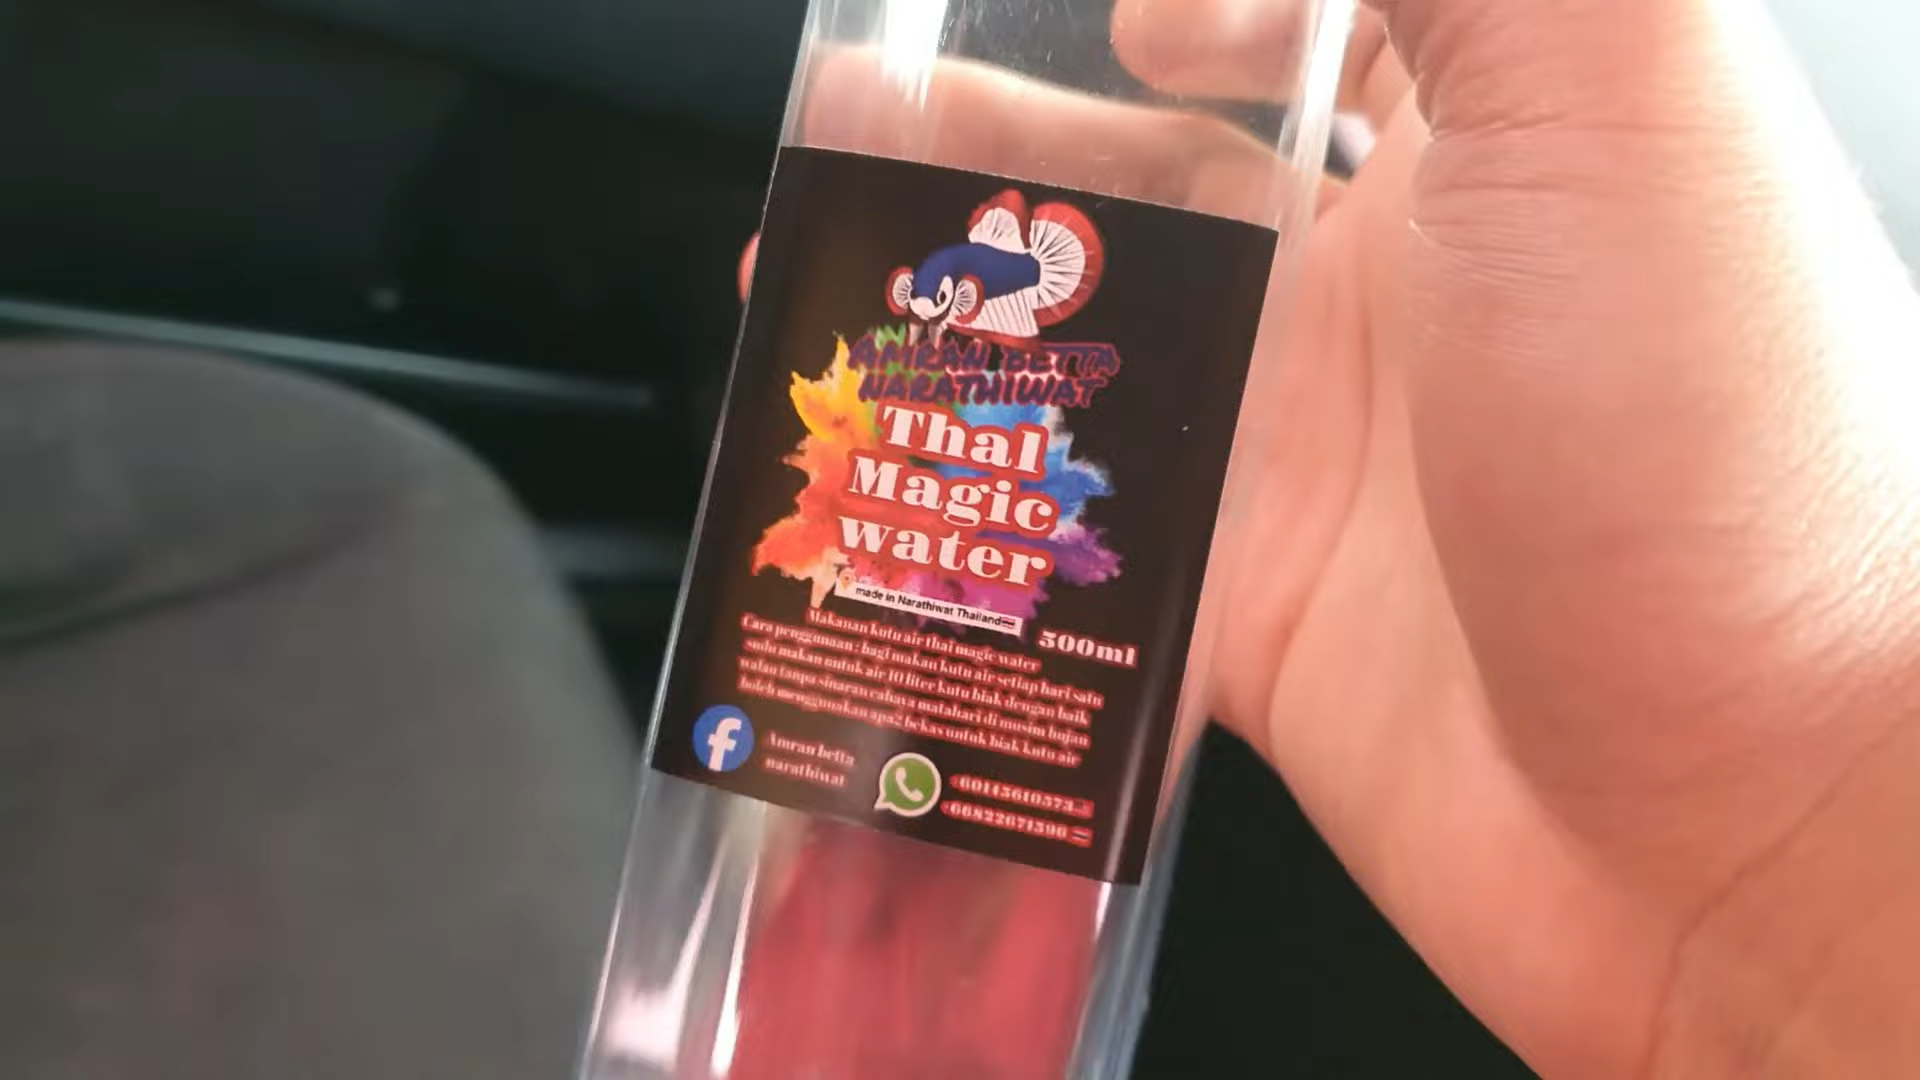 AMRAN BETTA
NARATHIWAT
Thai
Magic
water
made in Narathiwat Thailand
500ml
Makanan kutu air thai magic water
Cara penggunaan : bagi makan kutu air setiap hari satu
sudu makan untuk air 10 liter kutu biak dengan baik
walau tanpa sinaran cahaya matahari di musim hujan
boleh menggunakan apa2 bekas untuk biak kutu air
Amran betta
narathiwat
+66822671396